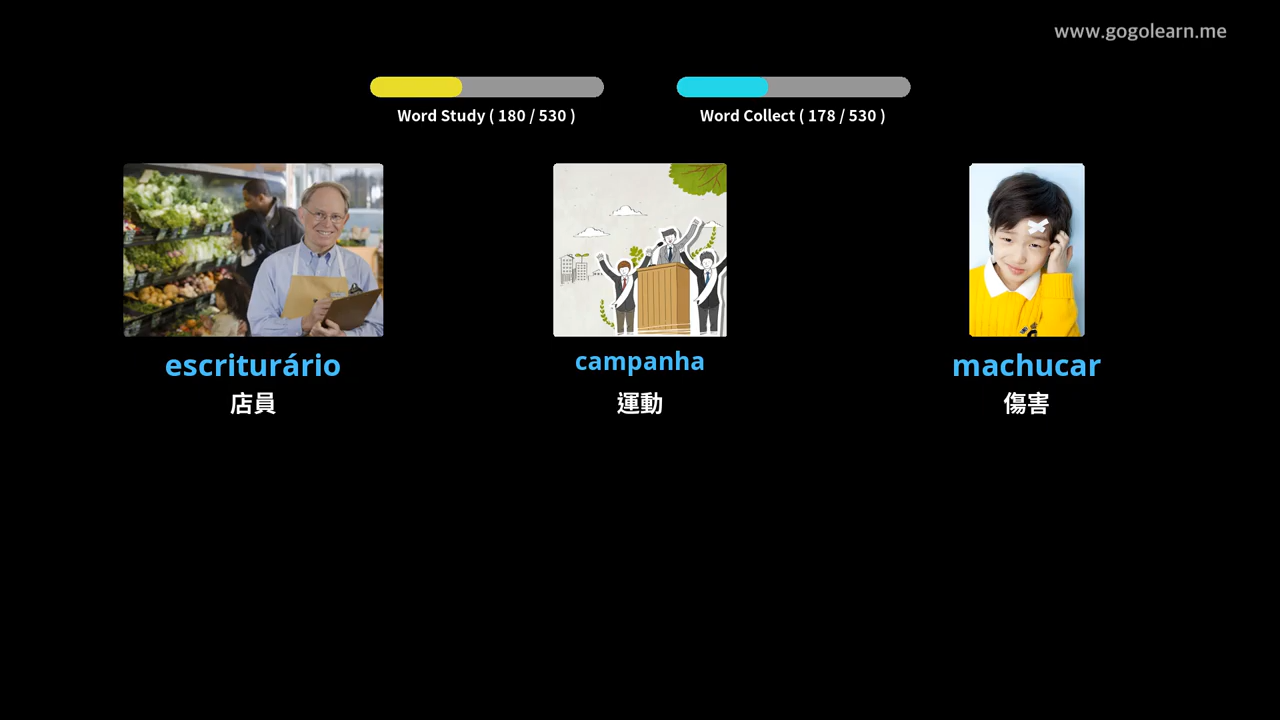 www.gogolearn.me
Word Study ( 180 / 530 )
Word Collect ( 178 / 530 )
escriturário
campanha
machucar
店員
運動
傷害